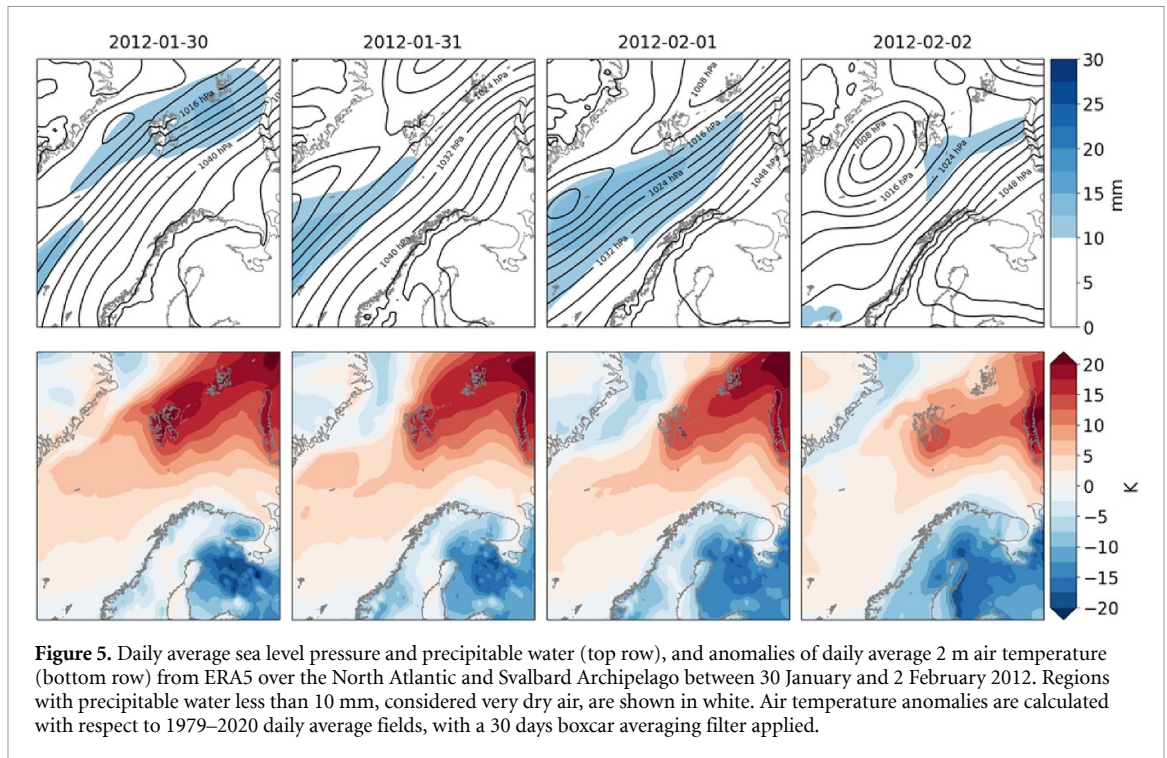 2012-01-30 2012-01-31 2012-02-01 2012-02-02
1016 hPa
1040 hPa
1024 hPa
1032 hPa
1040 hPa
1008 hPa
1016 hPa
1024 hPa
1048 hPa
1032 hPa
1008 hPa
1024 hPa
1016 hPa
1048 hPa
30
25
20
15
10
5
0
mm
20
15
10
5
0
−5
−10
−15
−20
K
Figure 5. Daily average sea level pressure and precipitable water (top row), and anomalies of daily average 2 m air temperature
(bottom row) from ERA5 over the North Atlantic and Svalbard Archipelago between 30 January and 2 February 2012. Regions
with precipitable water less than 10 mm, considered very dry air, are shown in white. Air temperature anomalies are calculated
with respect to 1979–2020 daily average fields, with a 30 days boxcar averaging filter applied.